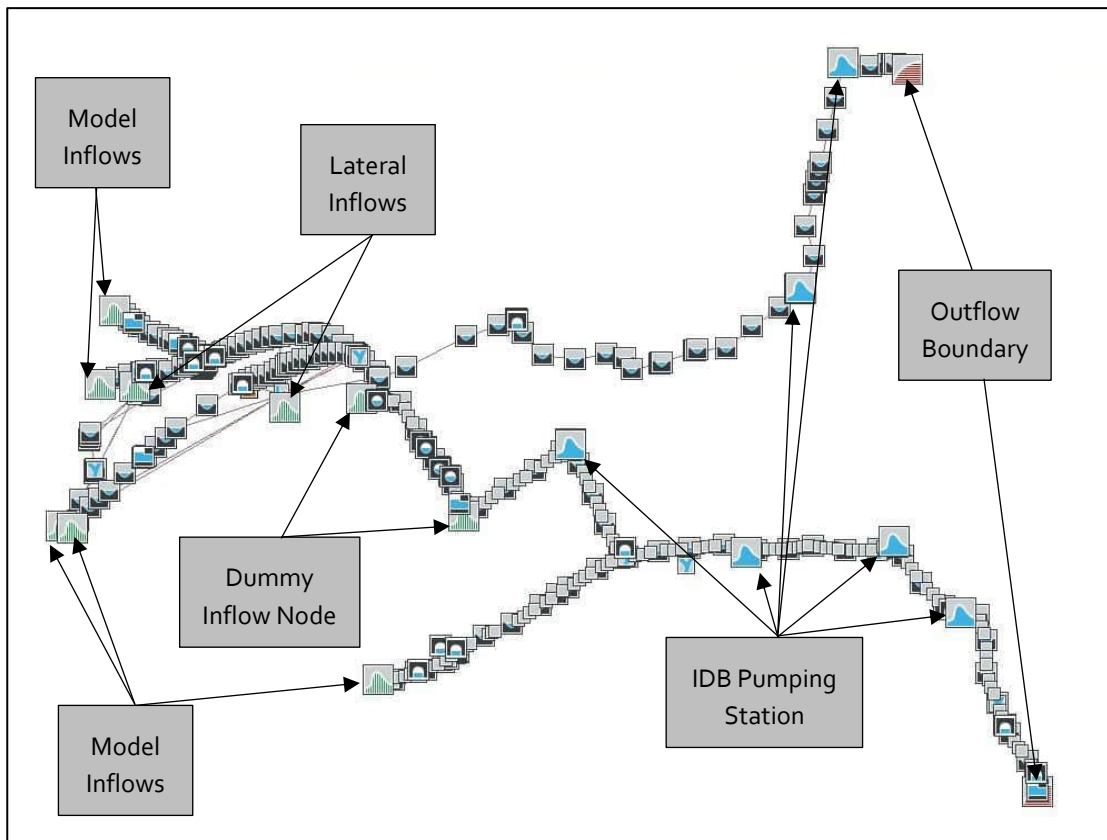 Model
Inflows
Lateral
Inflows
Outflow
Boundary
Dummy
Inflow Node
IDB Pumping
Station
Model
Inflows